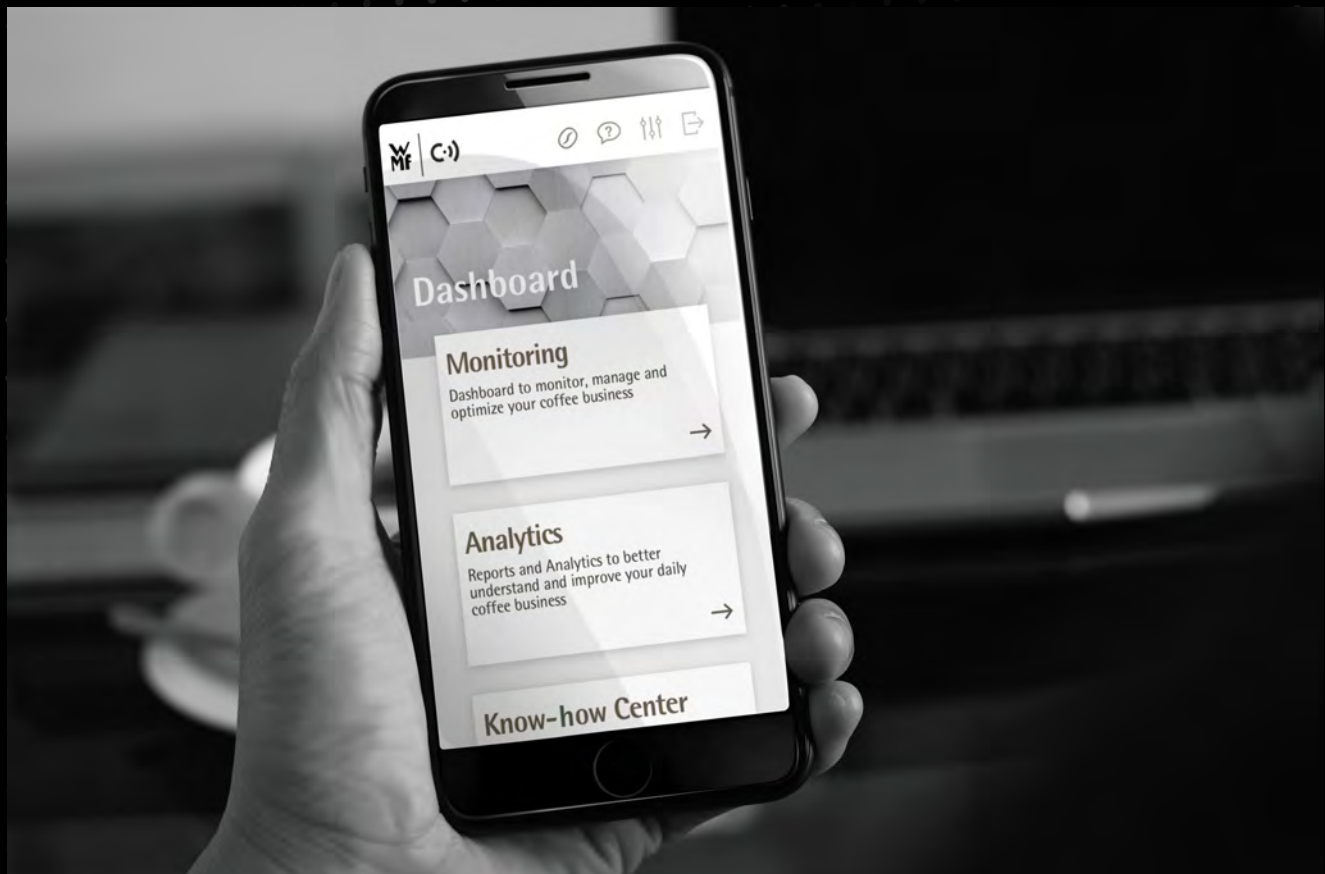 WMF
Dashboard
Monitoring
Dashboard to monitor, manage and
optimize your coffee business
Analytics
Reports and Analytics to better
understand and improve your daily
coffee business
Know-how Center